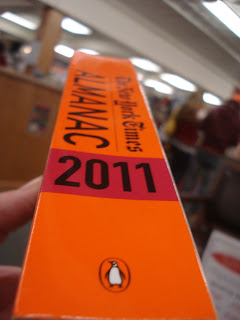 The New York Times
ALMANAC
2011